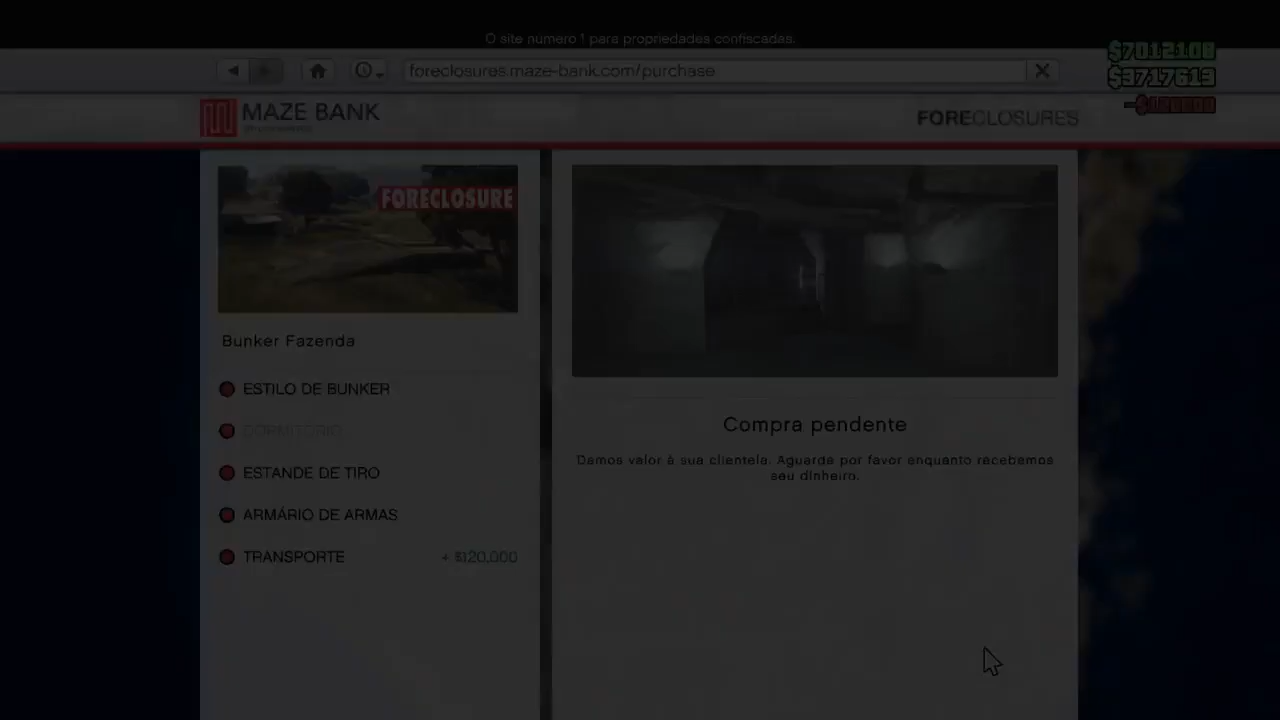 O site número 1 para propriedades confiscadas.
foreclosures.maze-bank.com/purchase
$7012108
$3717613
-$120000
MAZE BANK
FORECLOSURES
FORECLOSURE
Bunker Fazenda
ESTILO DE BUNKER
DORMITÓRIO
ESTANDE DE TIRO
ARMÁRIO DE ARMAS
TRANSPORTE + $120,000
Compra pendente
Damos valor à sua clientela. Aguarde por favor enquanto recebemos
seu dinheiro.